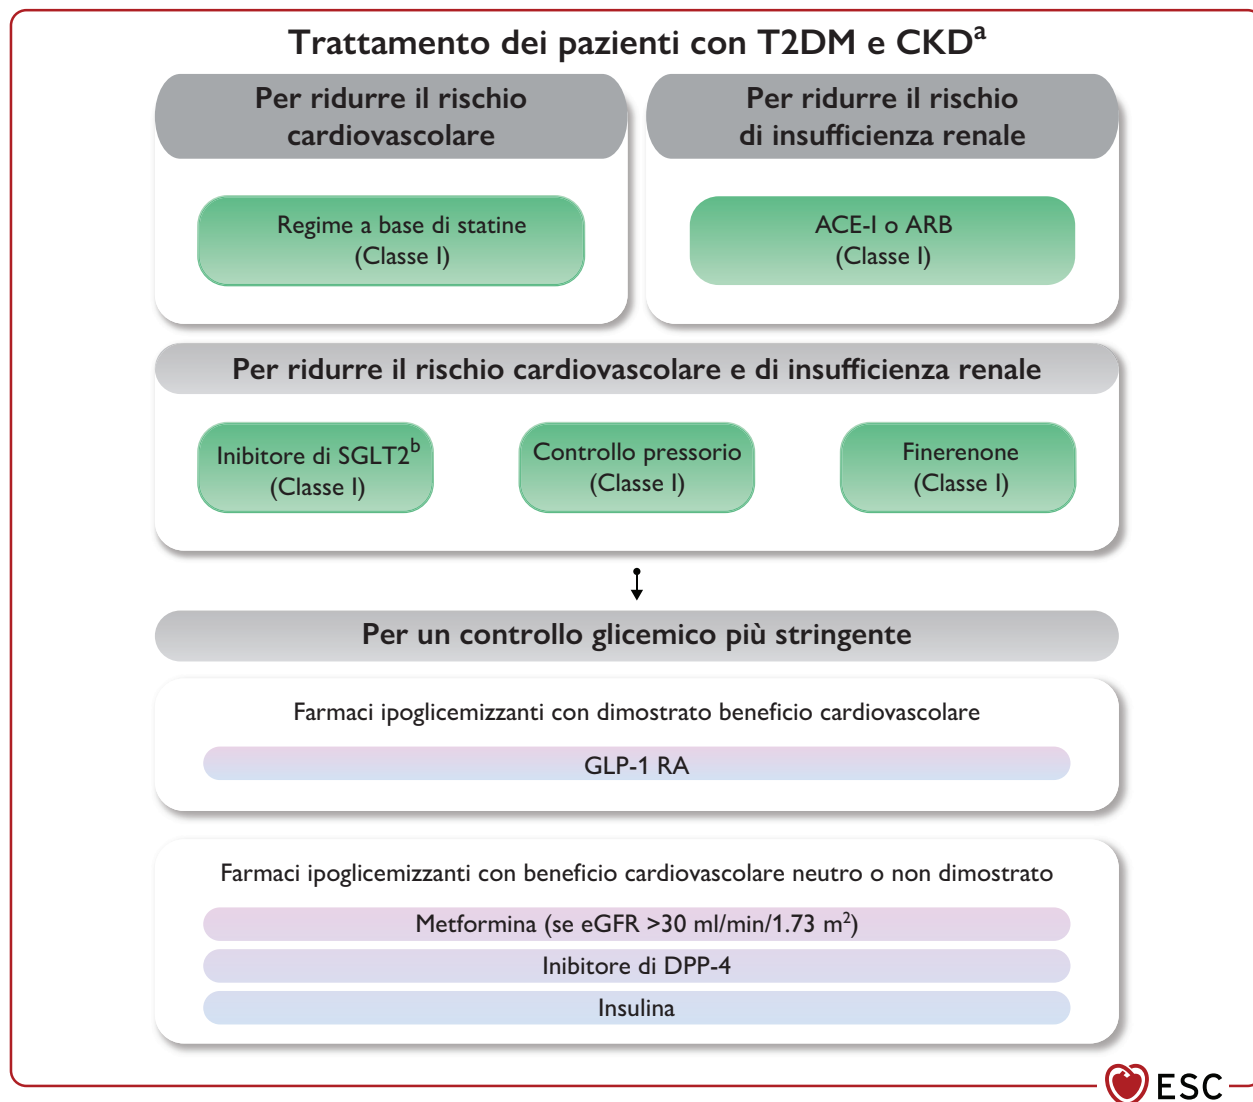 Trattamento dei pazienti con T2DM e CKDᵃ
Per ridurre il rischio
cardiovascolare
Regime a base di statine
(Classe I)
Per ridurre il rischio
di insufficienza renale
ACE-I o ARB
(Classe I)
Per ridurre il rischio cardiovascolare e di insufficienza renale
Inibitore di SGLT2ᵇ
(Classe I)
Controllo pressorio
(Classe I)
Finerenone
(Classe I)
Per un controllo glicemico più stringente
Farmaci ipoglicemizzanti con dimostrato beneficio cardiovascolare
GLP-1 RA
Farmaci ipoglicemizzanti con beneficio cardiovascolare neutro o non dimostrato
Metformina (se eGFR >30 ml/min/1.73 m²)
Inibitore di DPP-4
Insulina
ESC